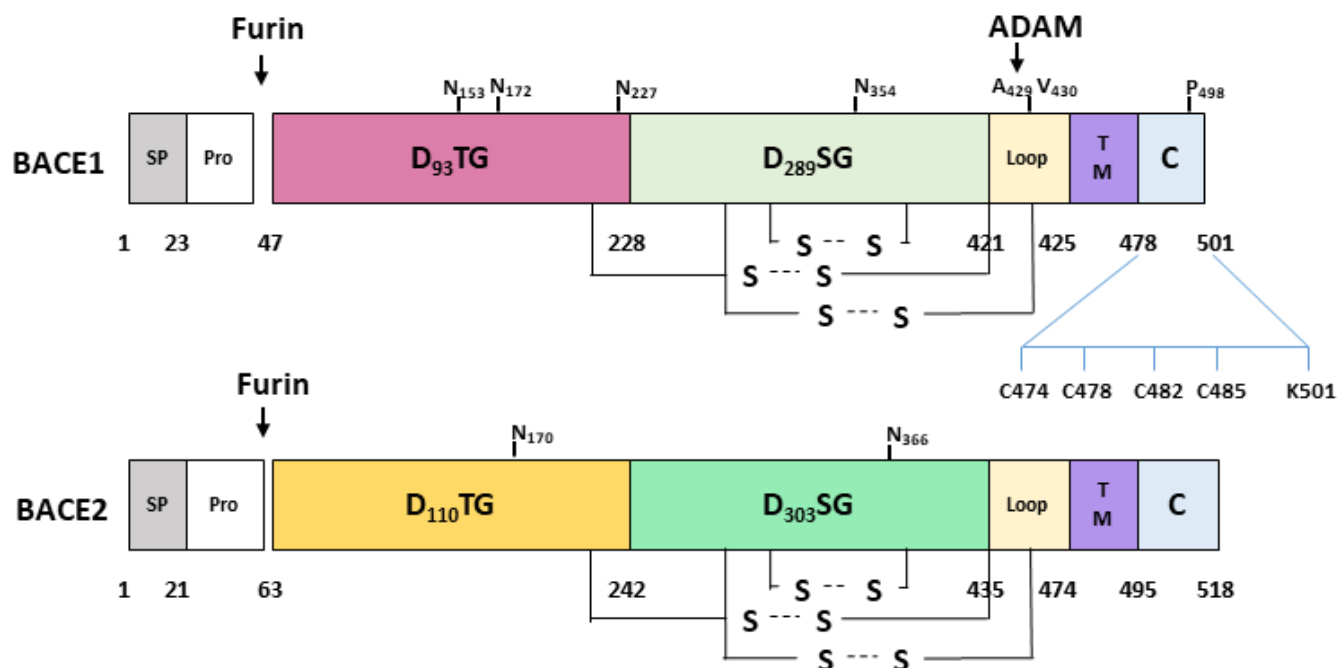 Furin
ADAM
N₁₅₃ N₁₇₂ N₂₂₇ N₃₅₄ A₄₂₉ V₄₃₀ P₄₉₈
BACE1 SP Pro D₉₃TG D₂₈₉SG Loop TM C
1 23 47 228 421 425 478 501
S --- S
S --- S
S --- S
C474 C478 C482 C485 K501
Furin
N₁₇₀ N₃₆₆
BACE2 SP Pro D₁₁₀TG D₃₀₃SG Loop TM C
1 21 63 242 435 474 495 518
S --- S
S --- S
S --- S